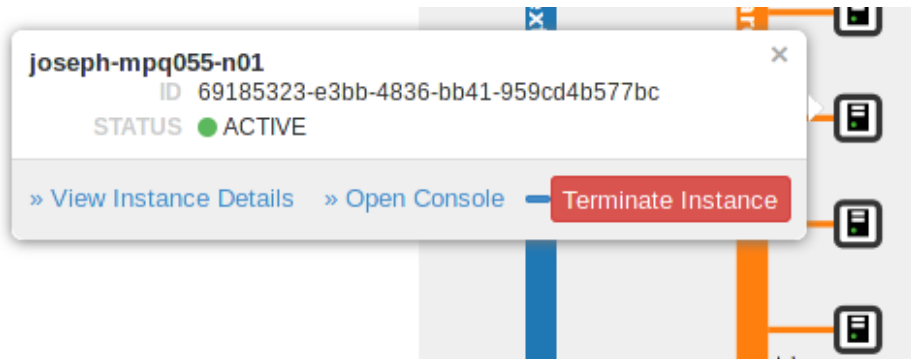 joseph-mpq055-n01
×
ID 69185323-e3bb-4836-bb41-959cd4b577bc
STATUS ACTIVE
» View Instance Details » Open Console Terminate Instance